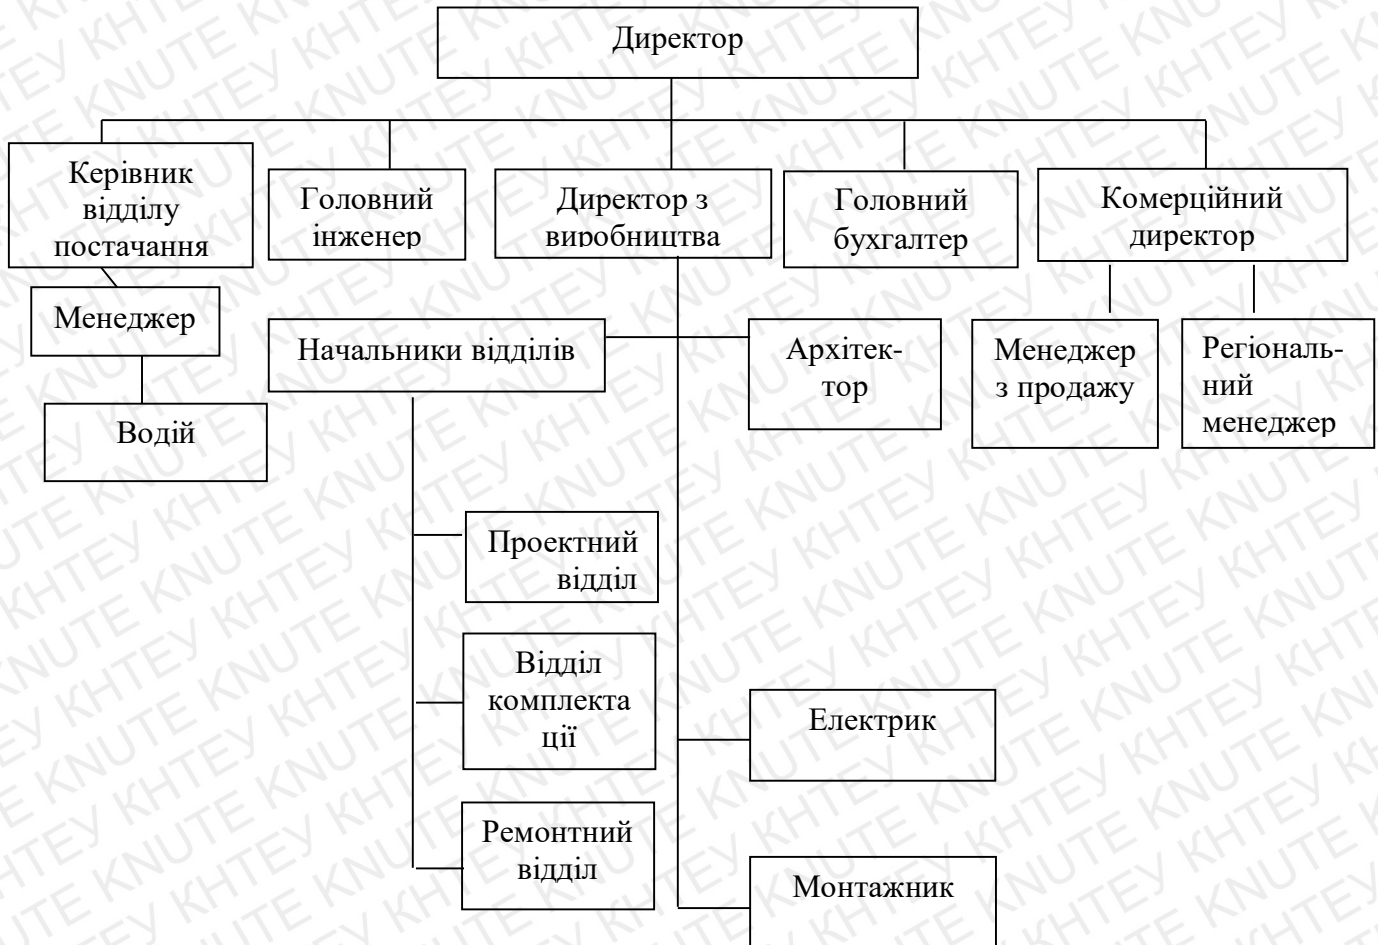 Директор
Керівник
відділу
постачання
Головний
інженер
Директор з
виробництва
Головний
бухгалтер
Комерційний
директор
Менеджер
Водій
Начальники відділів
Архітек-
тор
Менеджер
з продажу
Регіональ-
ний
менеджер
Проектний
відділ
Відділ
комплекта
ції
Ремонтний
відділ
Електрик
Монтажник